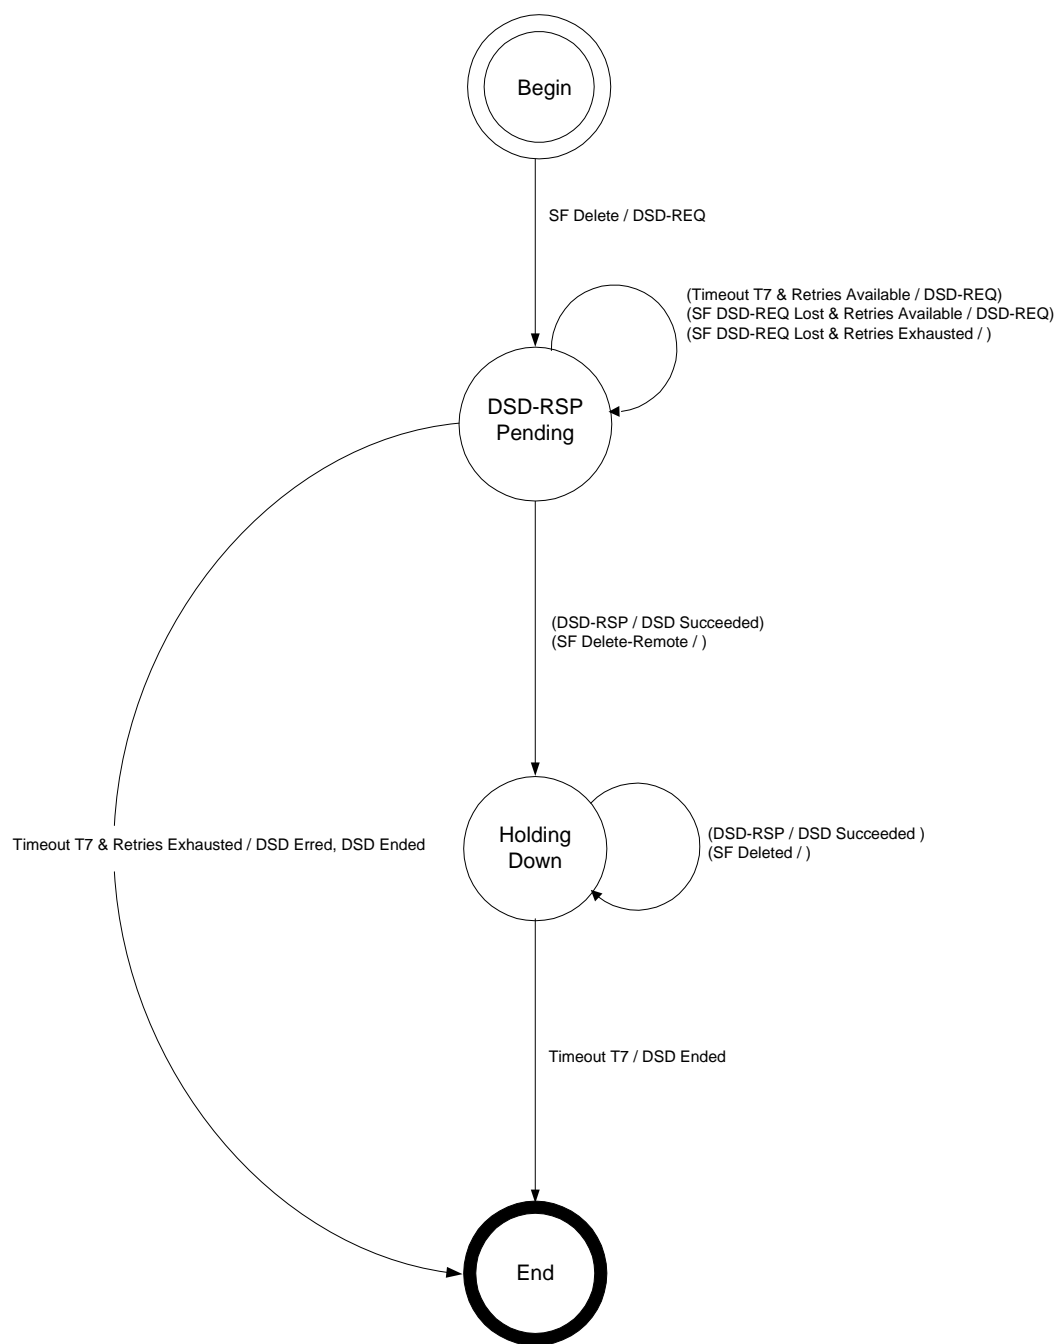 Begin
SF Delete / DSD-REQ
(Timeout T7 & Retries Available / DSD-REQ)
(SF DSD-REQ Lost & Retries Available / DSD-REQ)
(SF DSD-REQ Lost & Retries Exhausted / )
DSD-RSP
Pending
(DSD-RSP / DSD Succeeded)
(SF Delete-Remote / )
Timeout T7 & Retries Exhausted / DSD Erred, DSD Ended
Holding
Down
(DSD-RSP / DSD Succeeded )
(SF Deleted / )
Timeout T7 / DSD Ended
End